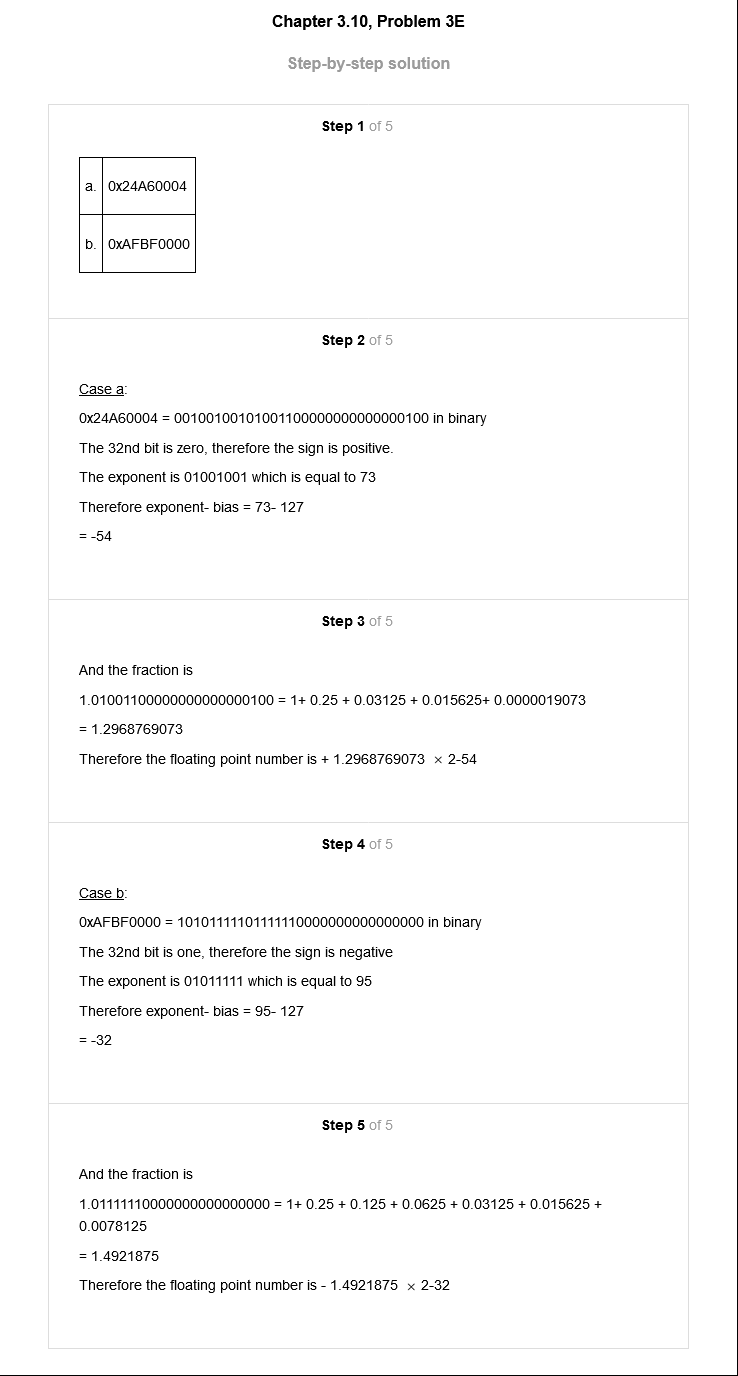 Chapter 3.10, Problem 3E
Step-by-step solution
Step 1 of 5
a. 0x24A60004
b. 0xAFBF0000
Step 2 of 5
Case a:
0x24A60004 = 00100100101001100000000000000100 in binary
The 32nd bit is zero, therefore the sign is positive.
The exponent is 01001001 which is equal to 73
Therefore exponent- bias = 73- 127
= -54
Step 3 of 5
And the fraction is
1.01001100000000000000100 = 1+ 0.25 + 0.03125 + 0.015625+ 0.0000019073
= 1.2968769073
Therefore the floating point number is + 1.2968769073 × 2-54
Step 4 of 5
Case b:
0xAFBF0000 = 10101111101111110000000000000000 in binary
The 32nd bit is one, therefore the sign is negative
The exponent is 01011111 which is equal to 95
Therefore exponent- bias = 95- 127
= -32
Step 5 of 5
And the fraction is
1.01111110000000000000000 = 1+ 0.25 + 0.125 + 0.0625 + 0.03125 + 0.015625 +
0.0078125
= 1.4921875
Therefore the floating point number is - 1.4921875 × 2-32